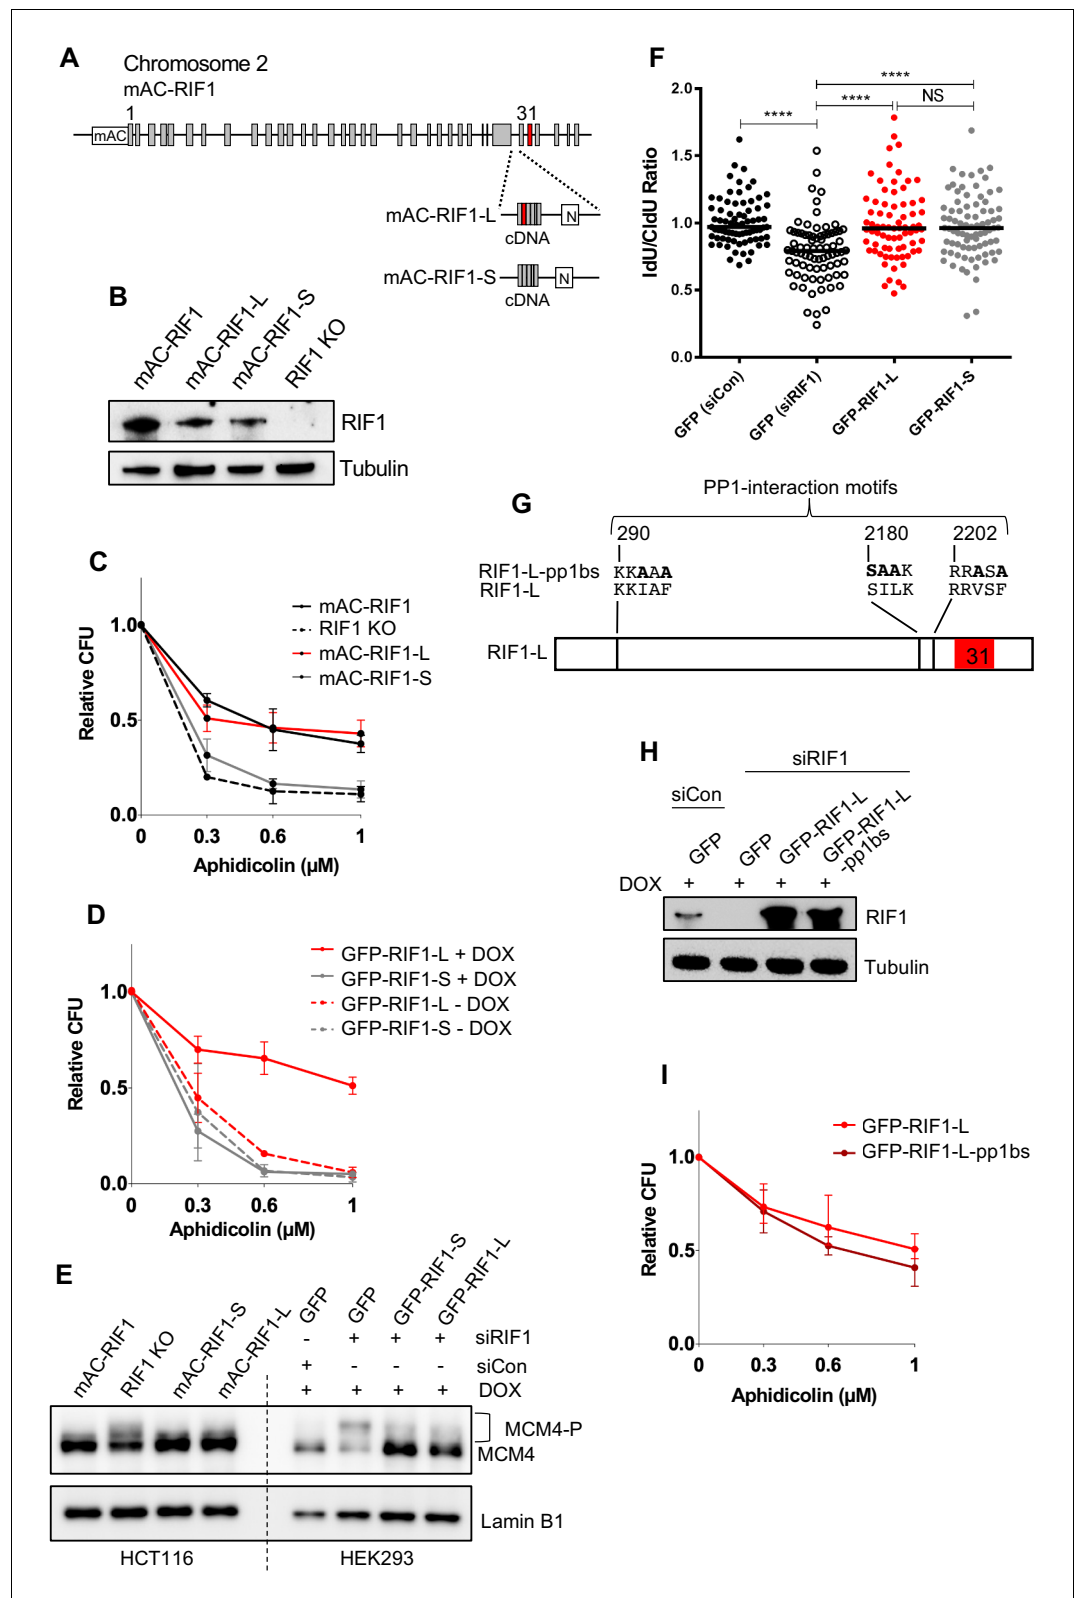 A
Chromosome 2
mAC-RIF1
1
31
mAC
mAC-RIF1-L
N
cDNA
mAC-RIF1-S
N
cDNA
B
mAC-RIF1
mAC-RIF1-L
mAC-RIF1-S
RIF1 KO
RIF1
Tubulin
C
Relative CFU
1.0
0.5
0.0
0
0.3
0.6
1
Aphidicolin (µM)
mAC-RIF1
RIF1 KO
mAC-RIF1-L
mAC-RIF1-S
D
Relative CFU
1.0
0.5
0.0
0
0.3
0.6
1
Aphidicolin (µM)
GFP-RIF1-L + DOX
GFP-RIF1-S + DOX
GFP-RIF1-L - DOX
GFP-RIF1-S - DOX
E
mAC-RIF1
RIF1 KO
mAC-RIF1-S
mAC-RIF1-L
GFP
GFP
GFP-RIF1-S
GFP-RIF1-L
- + + + siRIF1
+ - - - siCon
+ + + + DOX
MCM4-P
MCM4
Lamin B1
HCT116
HEK293
F
IdU/CldU Ratio
2.0
1.5
1.0
0.5
0.0
****
**** NS
****
GFP (siCon)
GFP (siRIF1)
GFP-RIF1-L
GFP-RIF1-S
G
PP1-interaction motifs
290
2180
2202
RIF1-L-pp1bs KKAAA SAAK RRASA
RIF1-L KKIAF SILK RRVSF
RIF1-L
31
H
siRIF1
siCon
GFP
GFP
GFP-RIF1-L
GFP-RIF1-L
-pp1bs
DOX + + + +
RIF1
Tubulin
I
Relative CFU
1.0
0.5
0.0
0
0.3
0.6
1
Aphidicolin (µM)
GFP-RIF1-L
GFP-RIF1-L-pp1bs